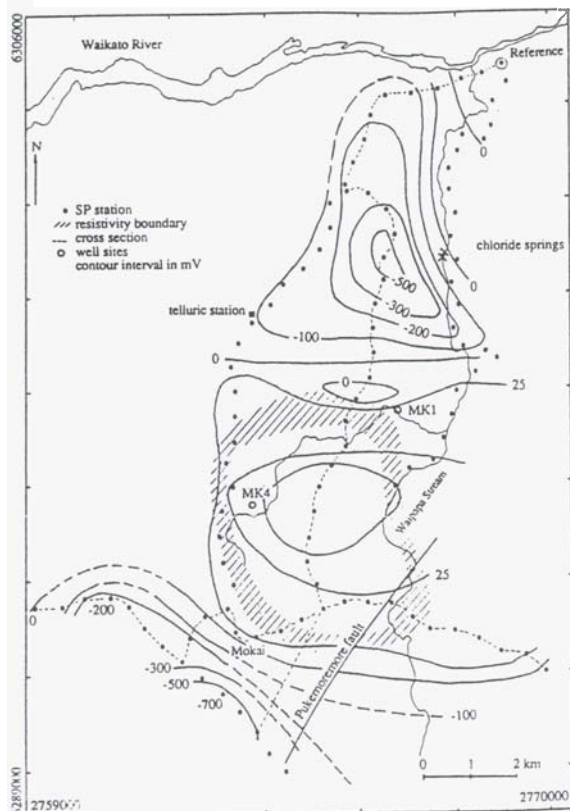 6306000
Waikato River
Reference
N
0
SP station
resistivity boundary
cross section
well sites
contour interval in mV
chloride springs
-500
-300
-200
0
telluric station
-100
0
25
0
MK1
MK4
Waipapa Stream
25
0
-200
Mokai
-300
-500
-700
Pukemoremore fault
-100
0 1 2 km
289000
2759000
2770000